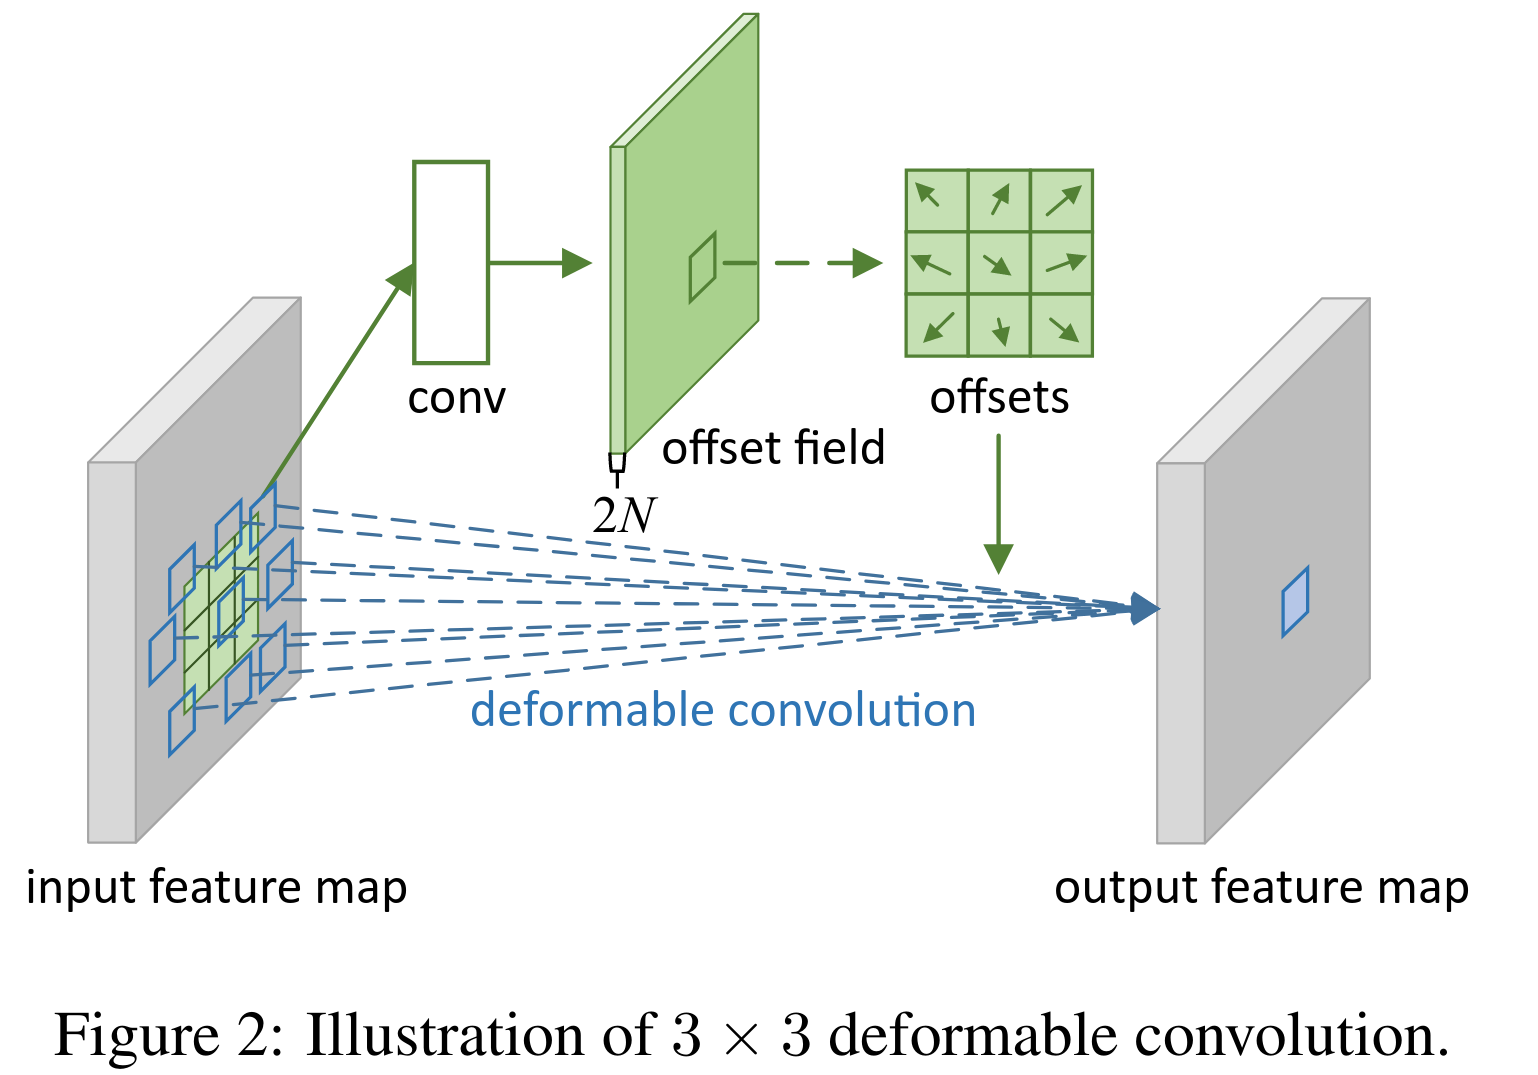 conv
offset field
2N
offsets
deformable convolution
input feature map
output feature map
Figure 2: Illustration of 3 × 3 deformable convolution.